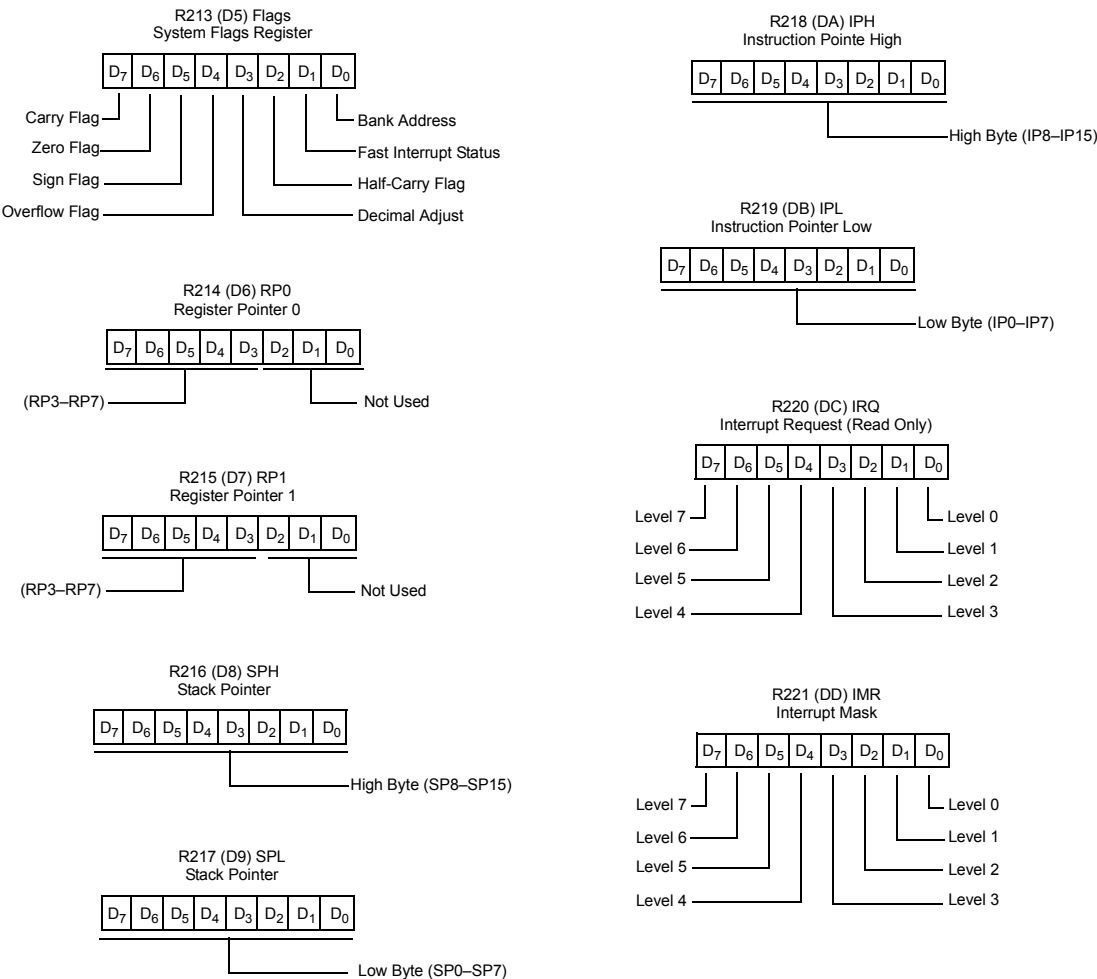 R213 (D5) Flags
System Flags Register
D7 D6 D5 D4 D3 D2 D1 D0
Carry Flag
Zero Flag
Sign Flag
Overflow Flag
Bank Address
Fast Interrupt Status
Half-Carry Flag
Decimal Adjust
R214 (D6) RP0
Register Pointer 0
D7 D6 D5 D4 D3 D2 D1 D0
(RP3–RP7)
Not Used
R215 (D7) RP1
Register Pointer 1
D7 D6 D5 D4 D3 D2 D1 D0
(RP3–RP7)
Not Used
R216 (D8) SPH
Stack Pointer
D7 D6 D5 D4 D3 D2 D1 D0
High Byte (SP8–SP15)
R217 (D9) SPL
Stack Pointer
D7 D6 D5 D4 D3 D2 D1 D0
Low Byte (SP0–SP7)
R218 (DA) IPH
Instruction Pointe High
D7 D6 D5 D4 D3 D2 D1 D0
High Byte (IP8–IP15)
R219 (DB) IPL
Instruction Pointer Low
D7 D6 D5 D4 D3 D2 D1 D0
Low Byte (IP0–IP7)
R220 (DC) IRQ
Interrupt Request (Read Only)
D7 D6 D5 D4 D3 D2 D1 D0
Level 7
Level 6
Level 5
Level 4
Level 0
Level 1
Level 2
Level 3
R221 (DD) IMR
Interrupt Mask
D7 D6 D5 D4 D3 D2 D1 D0
Level 7
Level 6
Level 5
Level 4
Level 0
Level 1
Level 2
Level 3